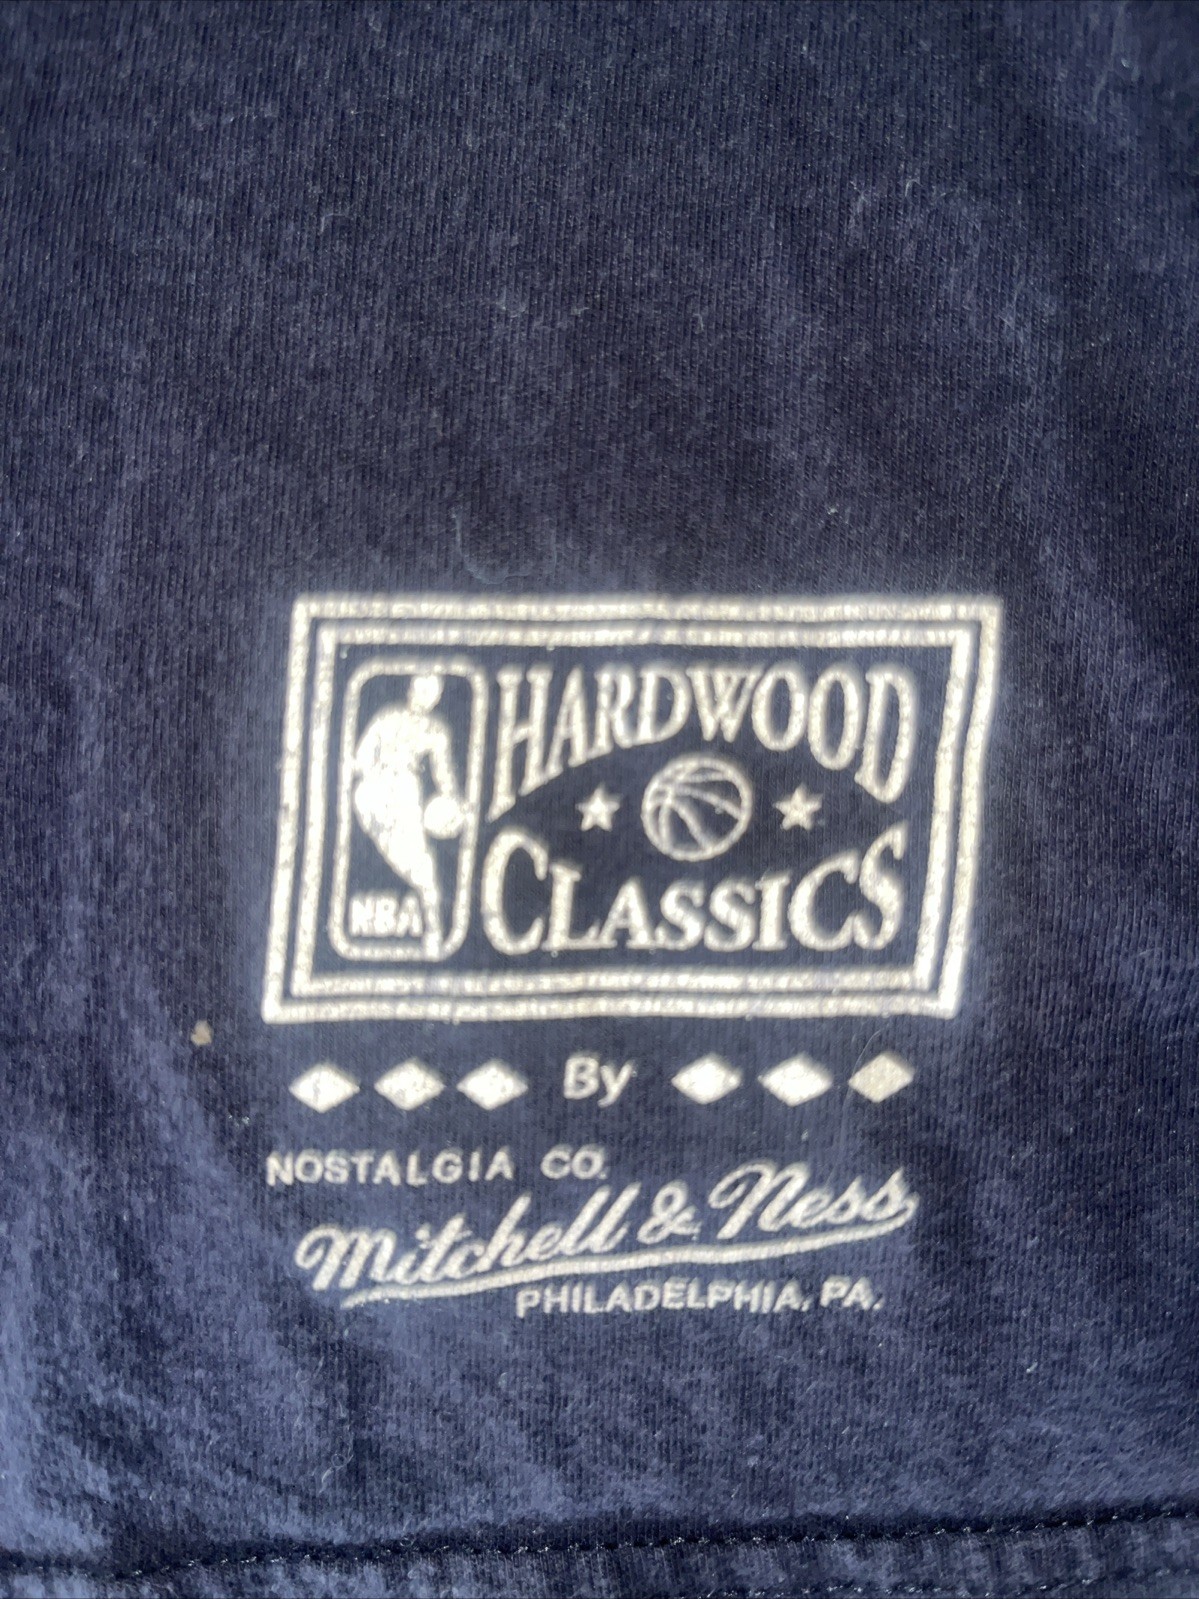 HARDWOOD
CLASSICS
NBA
By
NOSTALGIA CO.
Mitchell & Ness
PHILADELPHIA, PA.